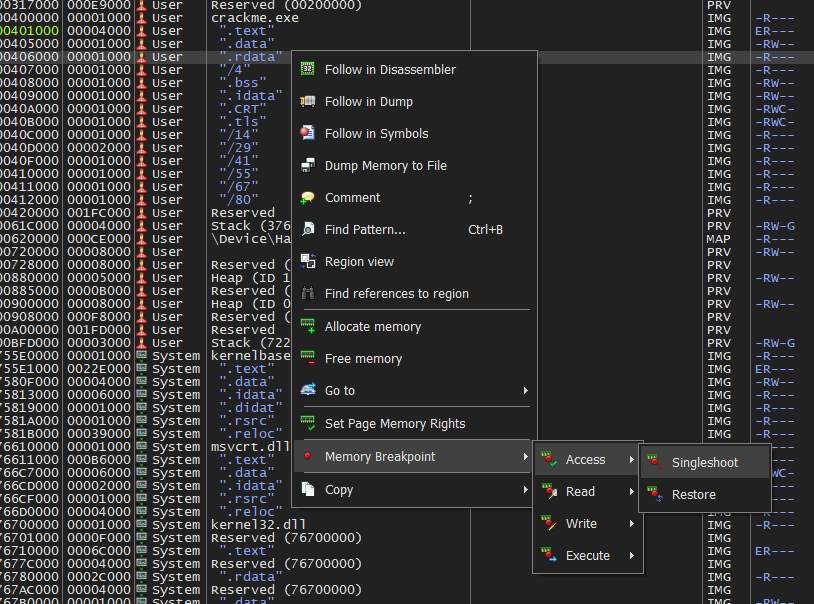 00317000 000E9000 User Reserved (00200000) PRV
00400000 00001000 User crackme.exe IMG -R---
00401000 00004000 User ".text" IMG ER---
00405000 00001000 User ".data" IMG -RW--
00406000 00001000 User ".rdata" IMG -R---
00407000 00001000 User "/4" Follow in Disassembler IMG -R---
00408000 00001000 User ".bss" IMG -RW--
00409000 00001000 User ".idata" IMG -RW--
0040A000 00001000 User ".CRT" Follow in Dump IMG -RWC-
0040B000 00001000 User ".tls" IMG -RWC-
0040C000 00001000 User "/14" Follow in Symbols IMG -R---
0040D000 00002000 User "/29" IMG -R---
0040F000 00001000 User "/41" Dump Memory to File IMG -R---
00410000 00001000 User "/55" IMG -R---
00411000 00001000 User "/67" IMG -R---
00412000 00001000 User "/80" Comment ; IMG -R---
00420000 001FC000 User Reserved PRV
0061C000 00004000 User Stack (376 Find Pattern... Ctrl+B PRV -RW-G
00620000 000CE000 User \Device\Ha MAP -R---
00720000 00008000 User PRV -RW--
00728000 00008000 User Reserved ( Region view PRV
00880000 00005000 User Heap (ID 1 PRV -RW--
00885000 0000B000 User Reserved ( Find references to region PRV
00900000 00008000 User Heap (ID 0 PRV -RW--
00908000 000F8000 User Reserved ( PRV
00A00000 001FD000 User Reserved Allocate memory PRV
00BFD000 00003000 User Stack (722 PRV -RW-G
755E0000 00001000 System kernelbase Free memory IMG -R---
755E1000 0022E000 System ".text" IMG ER---
7580F000 00004000 System ".data" IMG -RW--
75813000 00006000 System ".idata" Go to IMG -R---
75819000 00001000 System ".didat" IMG -R---
7581A000 00001000 System ".rsrc" Set Page Memory Rights IMG -R---
7581B000 00039000 System ".reloc" IMG -R---
76610000 00001000 System msvcrt.dll Memory Breakpoint
76611000 000B6000 System ".text" Access Singleshoot
766C7000 00006000 System ".data" WC-
766CD000 00002000 System ".idata" Copy Read Restore
766CF000 00001000 System ".rsrc"
766D0000 00004000 System ".reloc" IMG -R---
76700000 00001000 System kernel32.dll Write IMG -R---
76701000 0000F000 System Reserved (76700000) IMG
76710000 0006C000 System ".text" Execute IMG ER---
7677C000 00004000 System Reserved (76700000) IMG
76780000 0002C000 System ".rdata" IMG -R---
767AC000 00004000 System Reserved (76700000) IMG
767B0000 00001000 System ".data" IMG -RW--